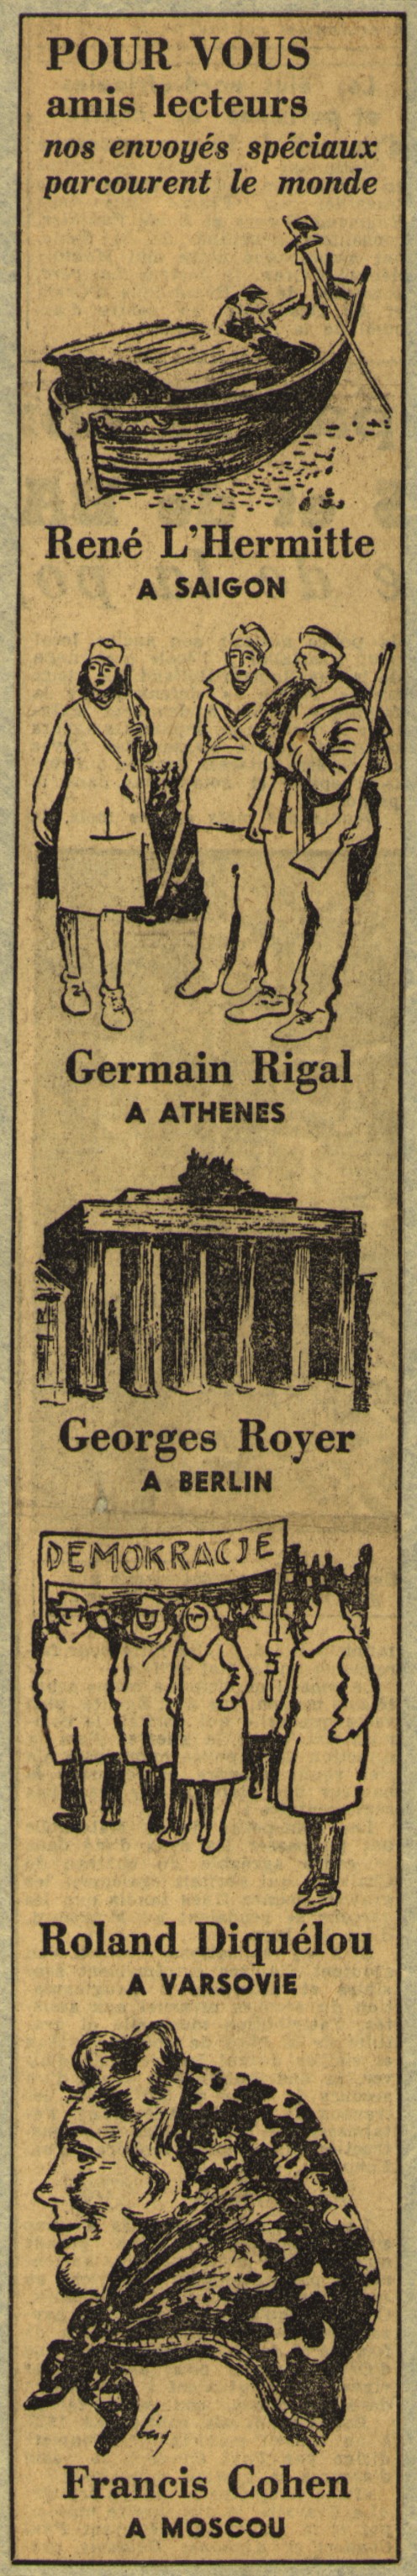 POUR VOUS
amis lecteurs
nos envoyés spéciaux
parcourent le monde
René L'Hermitte
A SAIGON
Germain Rigal
A ATHENES
Georges Royer
A BERLIN
DEMOKRACJE
Roland Diquélou
A VARSOVIE
Francis Cohen
A MOSCOU